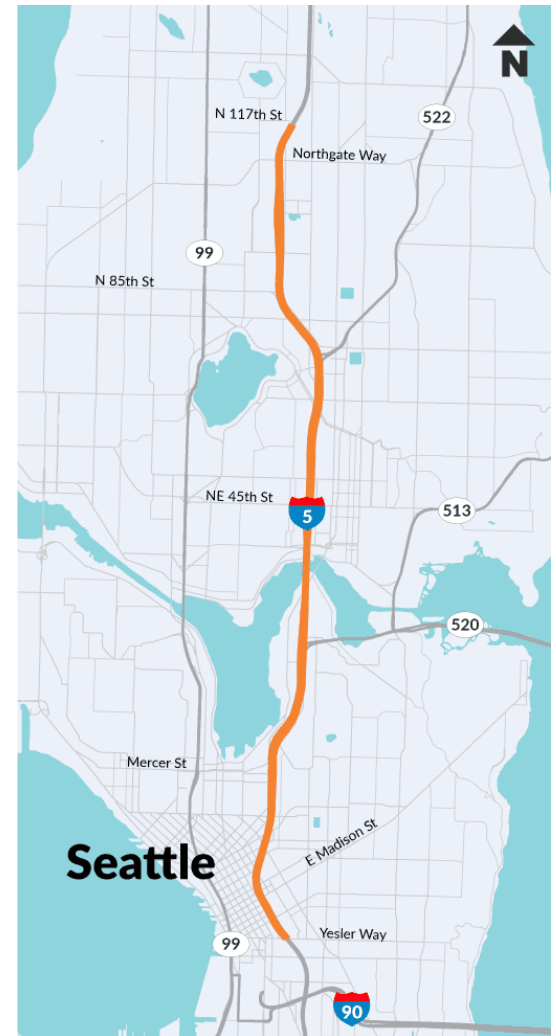 N
N 117th St
522
Northgate Way
99
N 85th St
NE 45th St
5
513
520
Mercer St
E Madison St
Seattle
Yesler Way
99
90